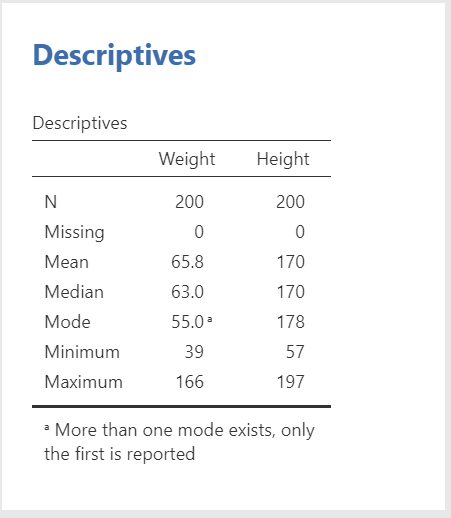 Descriptives
Descriptives
Weight Height
N 200 200
Missing 0 0
Mean 65.8 170
Median 63.0 170
Mode 55.0 ᵃ 178
Minimum 39 57
Maximum 166 197
ᵃ More than one mode exists, only
the first is reported